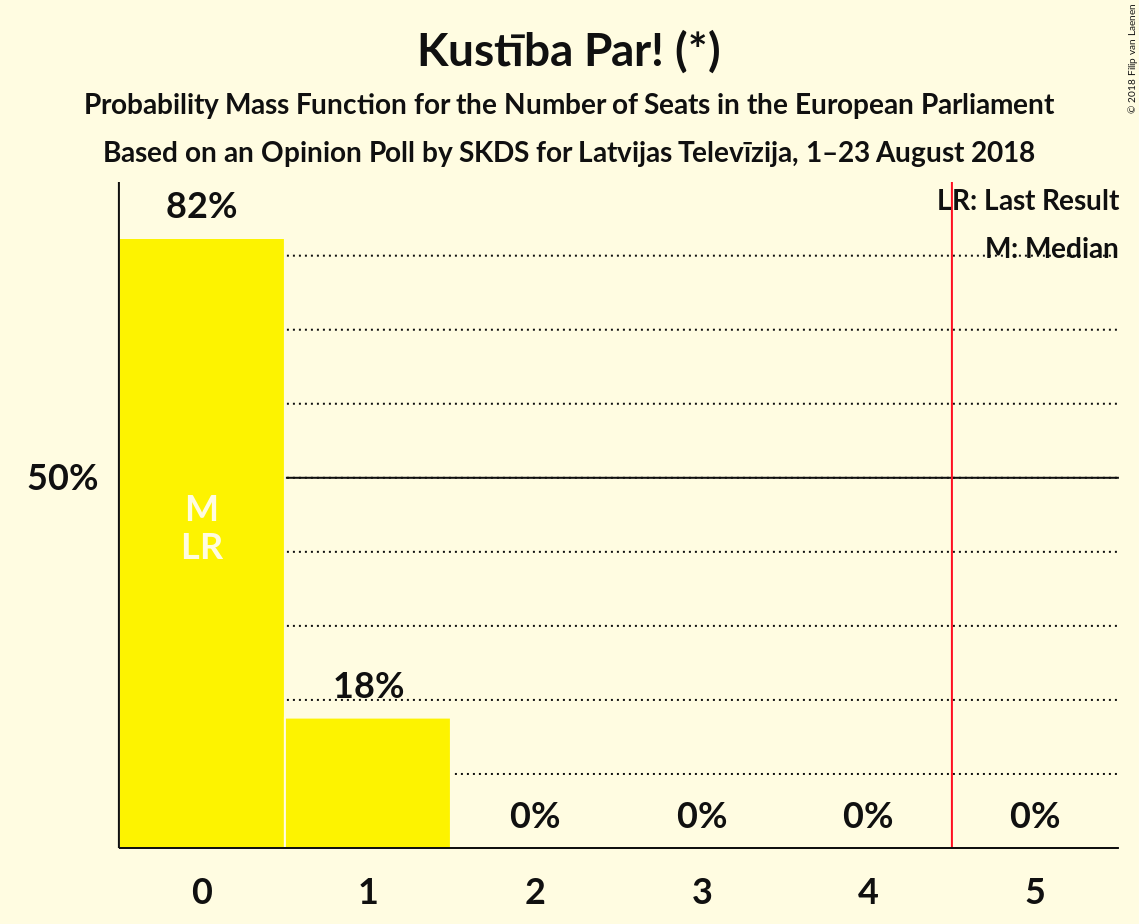 Kustība Par! (*)
Probability Mass Function for the Number of Seats in the European Parliament
Based on an Opinion Poll by SKDS for Latvijas Televīzija, 1–23 August 2018
© 2018 Filip van Laenen
LR: Last Result
M: Median
82%
50%
M
LR
18%
0%
0%
0%
0%
0
1
2
3
4
5